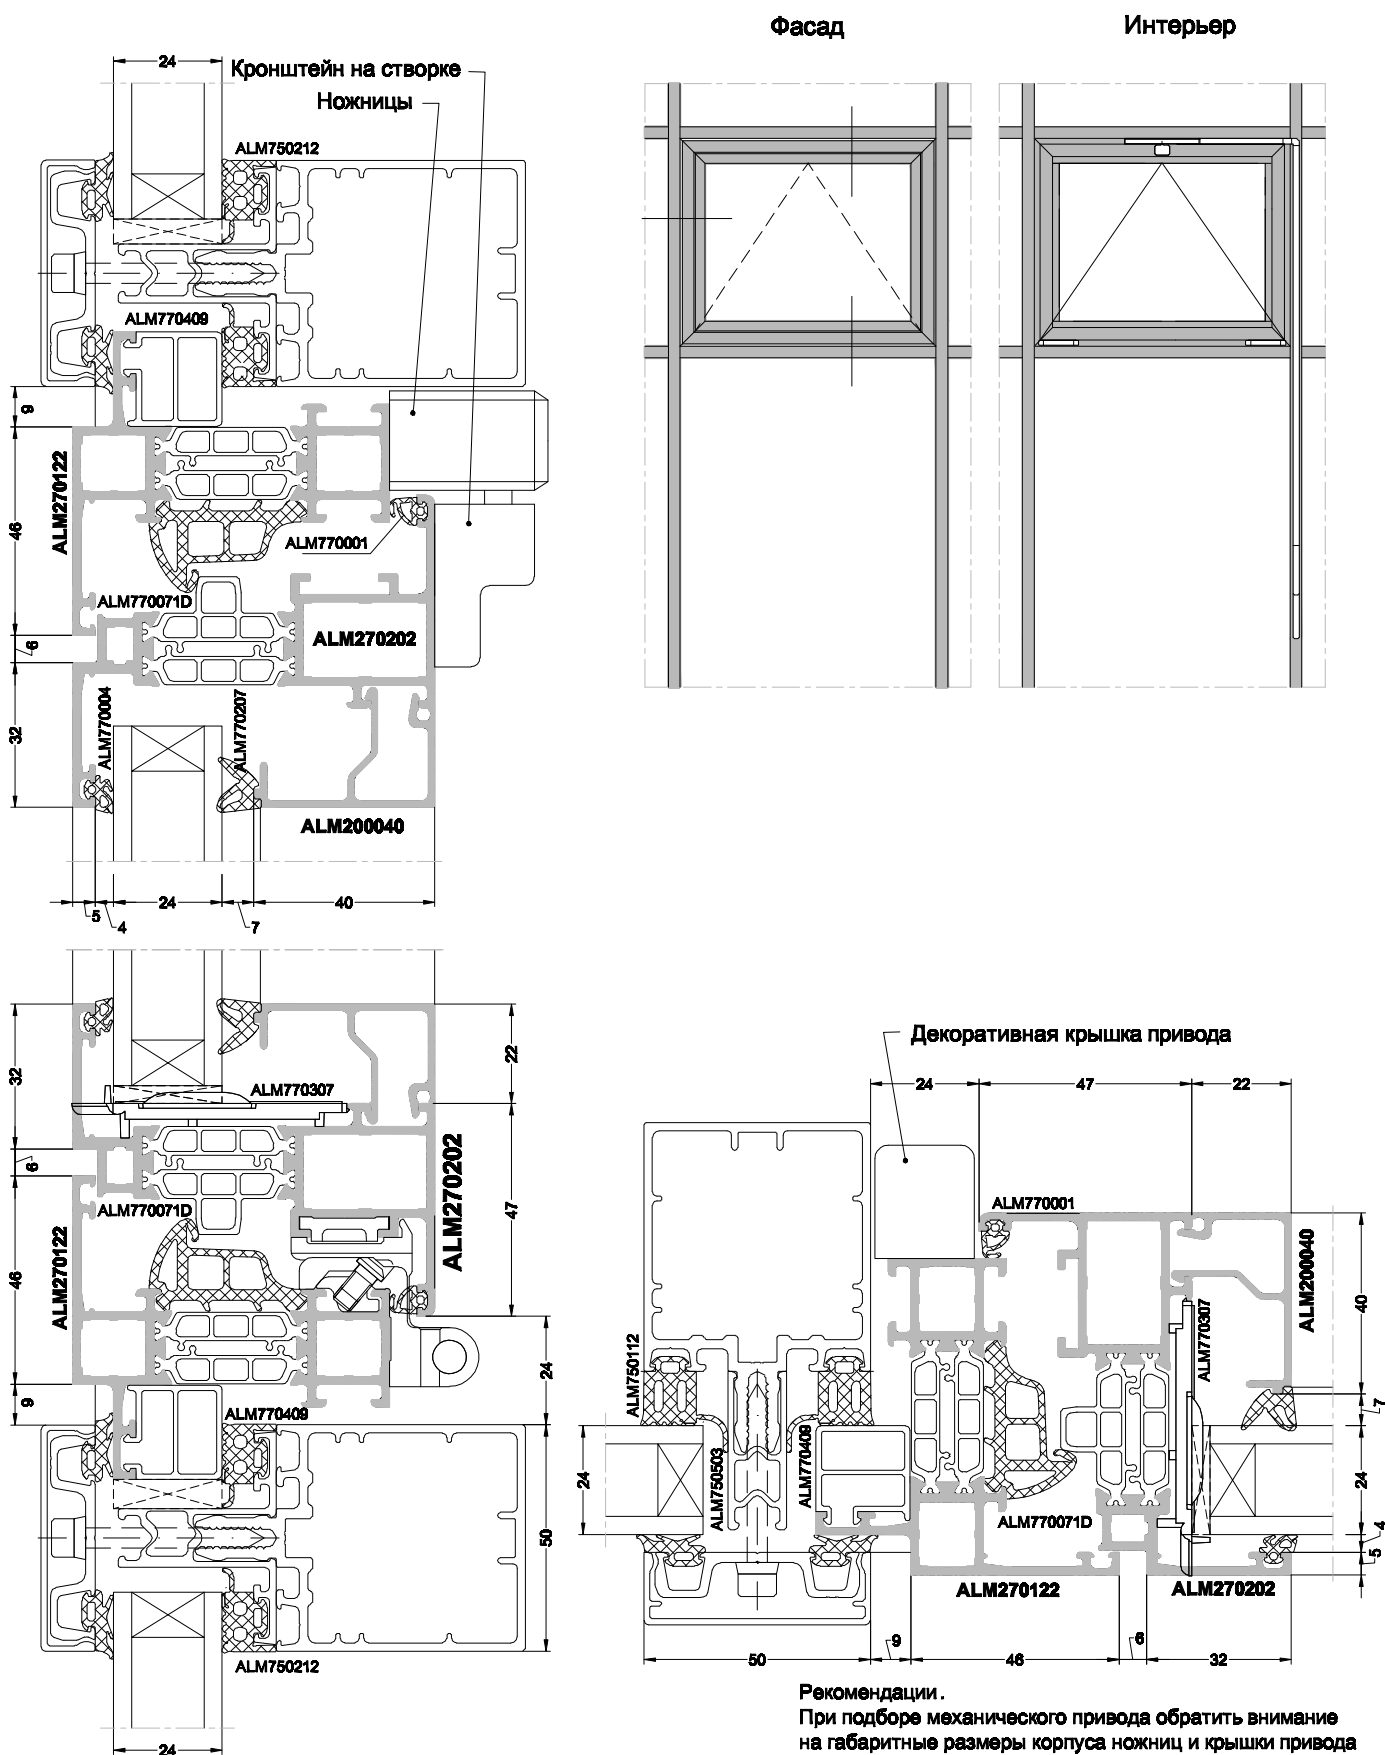 Фасад
Интерьер
24
Кронштейн на створке
Ножницы
ALM750212
ALM770409
9
ALM270122
46
ALM770001
ALM770071D
ALM270202
6
ALM770004
ALM770207
32
ALM200040
5
4
24
7
40
32
22
ALM770307
6
ALM270202
47
ALM770071D
ALM270122
46
24
9
ALM770409
50
ALM750212
24
Декоративная крышка привода
24
47
22
ALM770001
ALM200040
40
ALM770307
ALM750112
7
24
ALM750503
ALM770409
24
ALM770071D
4
5
ALM270122
ALM270202
50
9
46
6
32
Рекомендации.
При подборе механического привода обратить внимание
на габаритные размеры корпуса ножниц и крышки привода